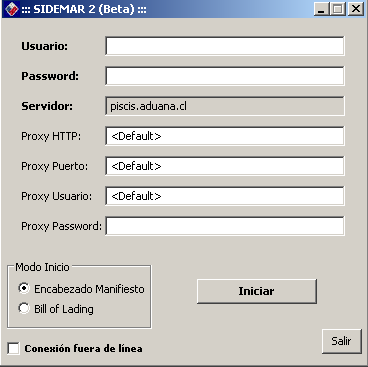 ::: SIDEMAR 2 (Beta) :::
Usuario:
Password:
Servidor: piscis.aduana.cl
Proxy HTTP: <Default>
Proxy Puerto: <Default>
Proxy Usuario: <Default>
Proxy Password:
Modo Inicio
Encabezado Manifiesto
Bill of Lading
Iniciar
Salir
Conexión fuera de línea